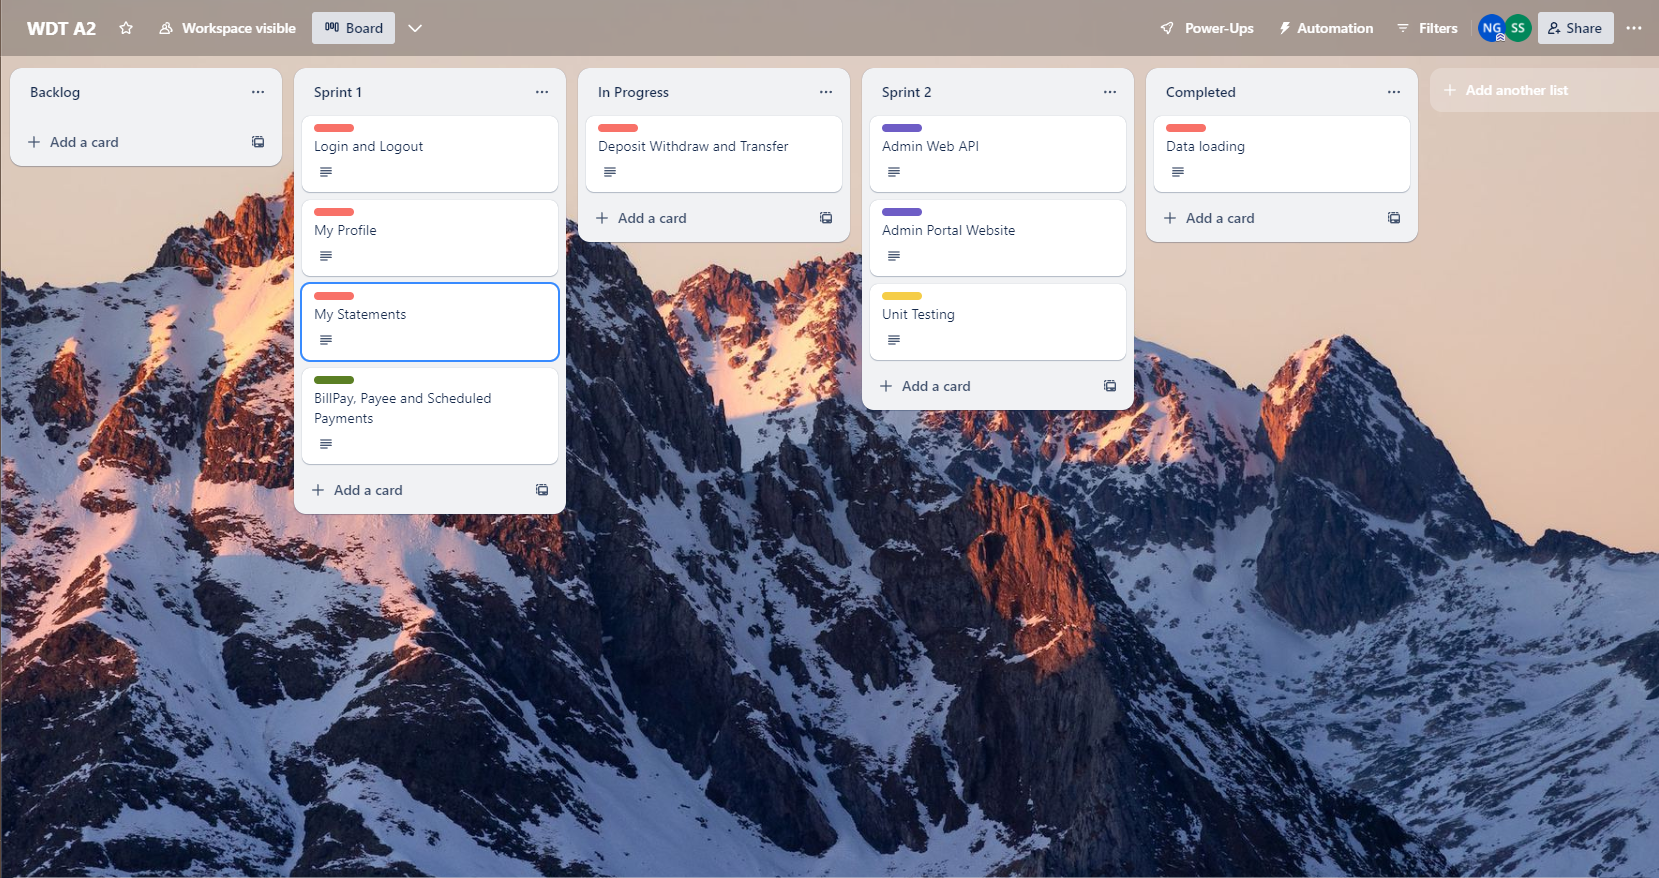 WDT A2
Workspace visible
Board
Power-Ups
Automation
Filters
NG
SS
Share
Backlog
Add a card
Sprint 1
Login and Logout
My Profile
My Statements
BillPay, Payee and Scheduled
Payments
Add a card
In Progress
Deposit Withdraw and Transfer
Add a card
Sprint 2
Admin Web API
Admin Portal Website
Unit Testing
Add a card
Completed
Data loading
Add a card
Add another list